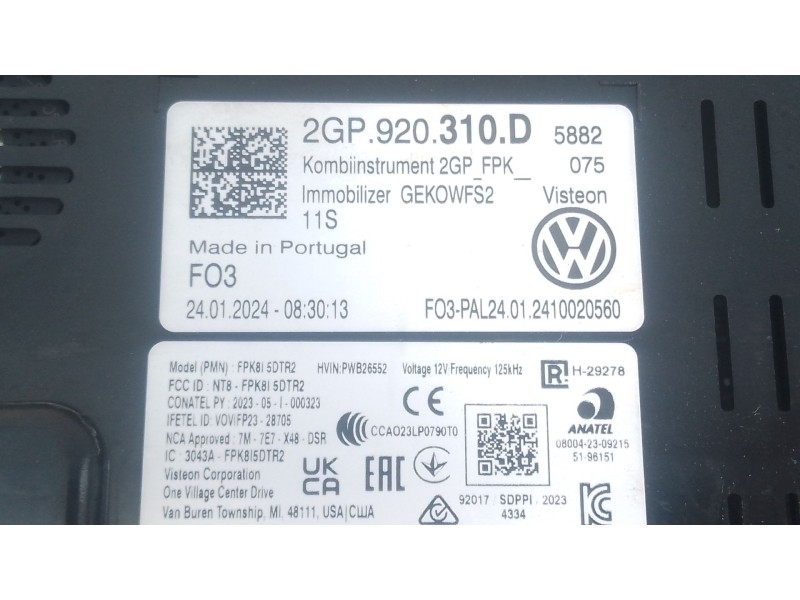 2GP.920.310.D 5882
Kombiinstrument 2GP_FPK_ 075
Immobilizer GEKOWFS2 Visteon
11S
Made in Portugal
FO3
24.01.2024 - 08:30:13 FO3-PAL24.01.2410020560
Model (PMN): FPK8I 5DTR2 HVIN:PWB26552 Voltage 12V Frequency 125kHz R H-29278
FCC ID : NT8 - FPK8I 5DTR2
CONATEL PY : 2023 - 05 - I - 000323
IFETEL ID: VOVIFP23 - 28705
NCA Approved : 7M - 7E7 - X48 - DSR
IC : 3043A - FPK8I5DTR2
Visteon Corporation
One Village Center Drive
Van Buren Township, MI, 48111, USA|США
CE
CCAO23LP0790T0
UK
CA
EAC
92017 / SDPPI / 2023
4334
ANATEL
08004-23-09215
51-96151